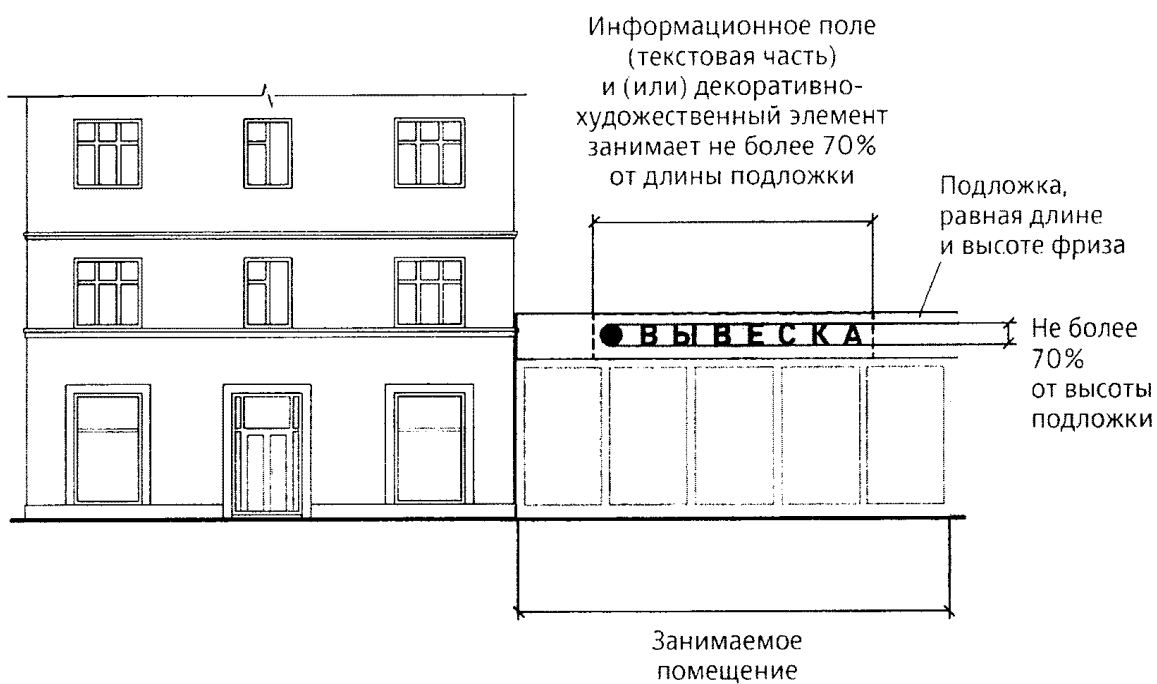 Информационное поле
(текстовая часть)
и (или) декоративно-
художественный элемент
занимает не более 70%
от длины подложки
Подложка,
равная длине
и высоте фриза
ВЫВЕСКА
Не более
70%
от высоты
подложки
Занимаемое
помещение